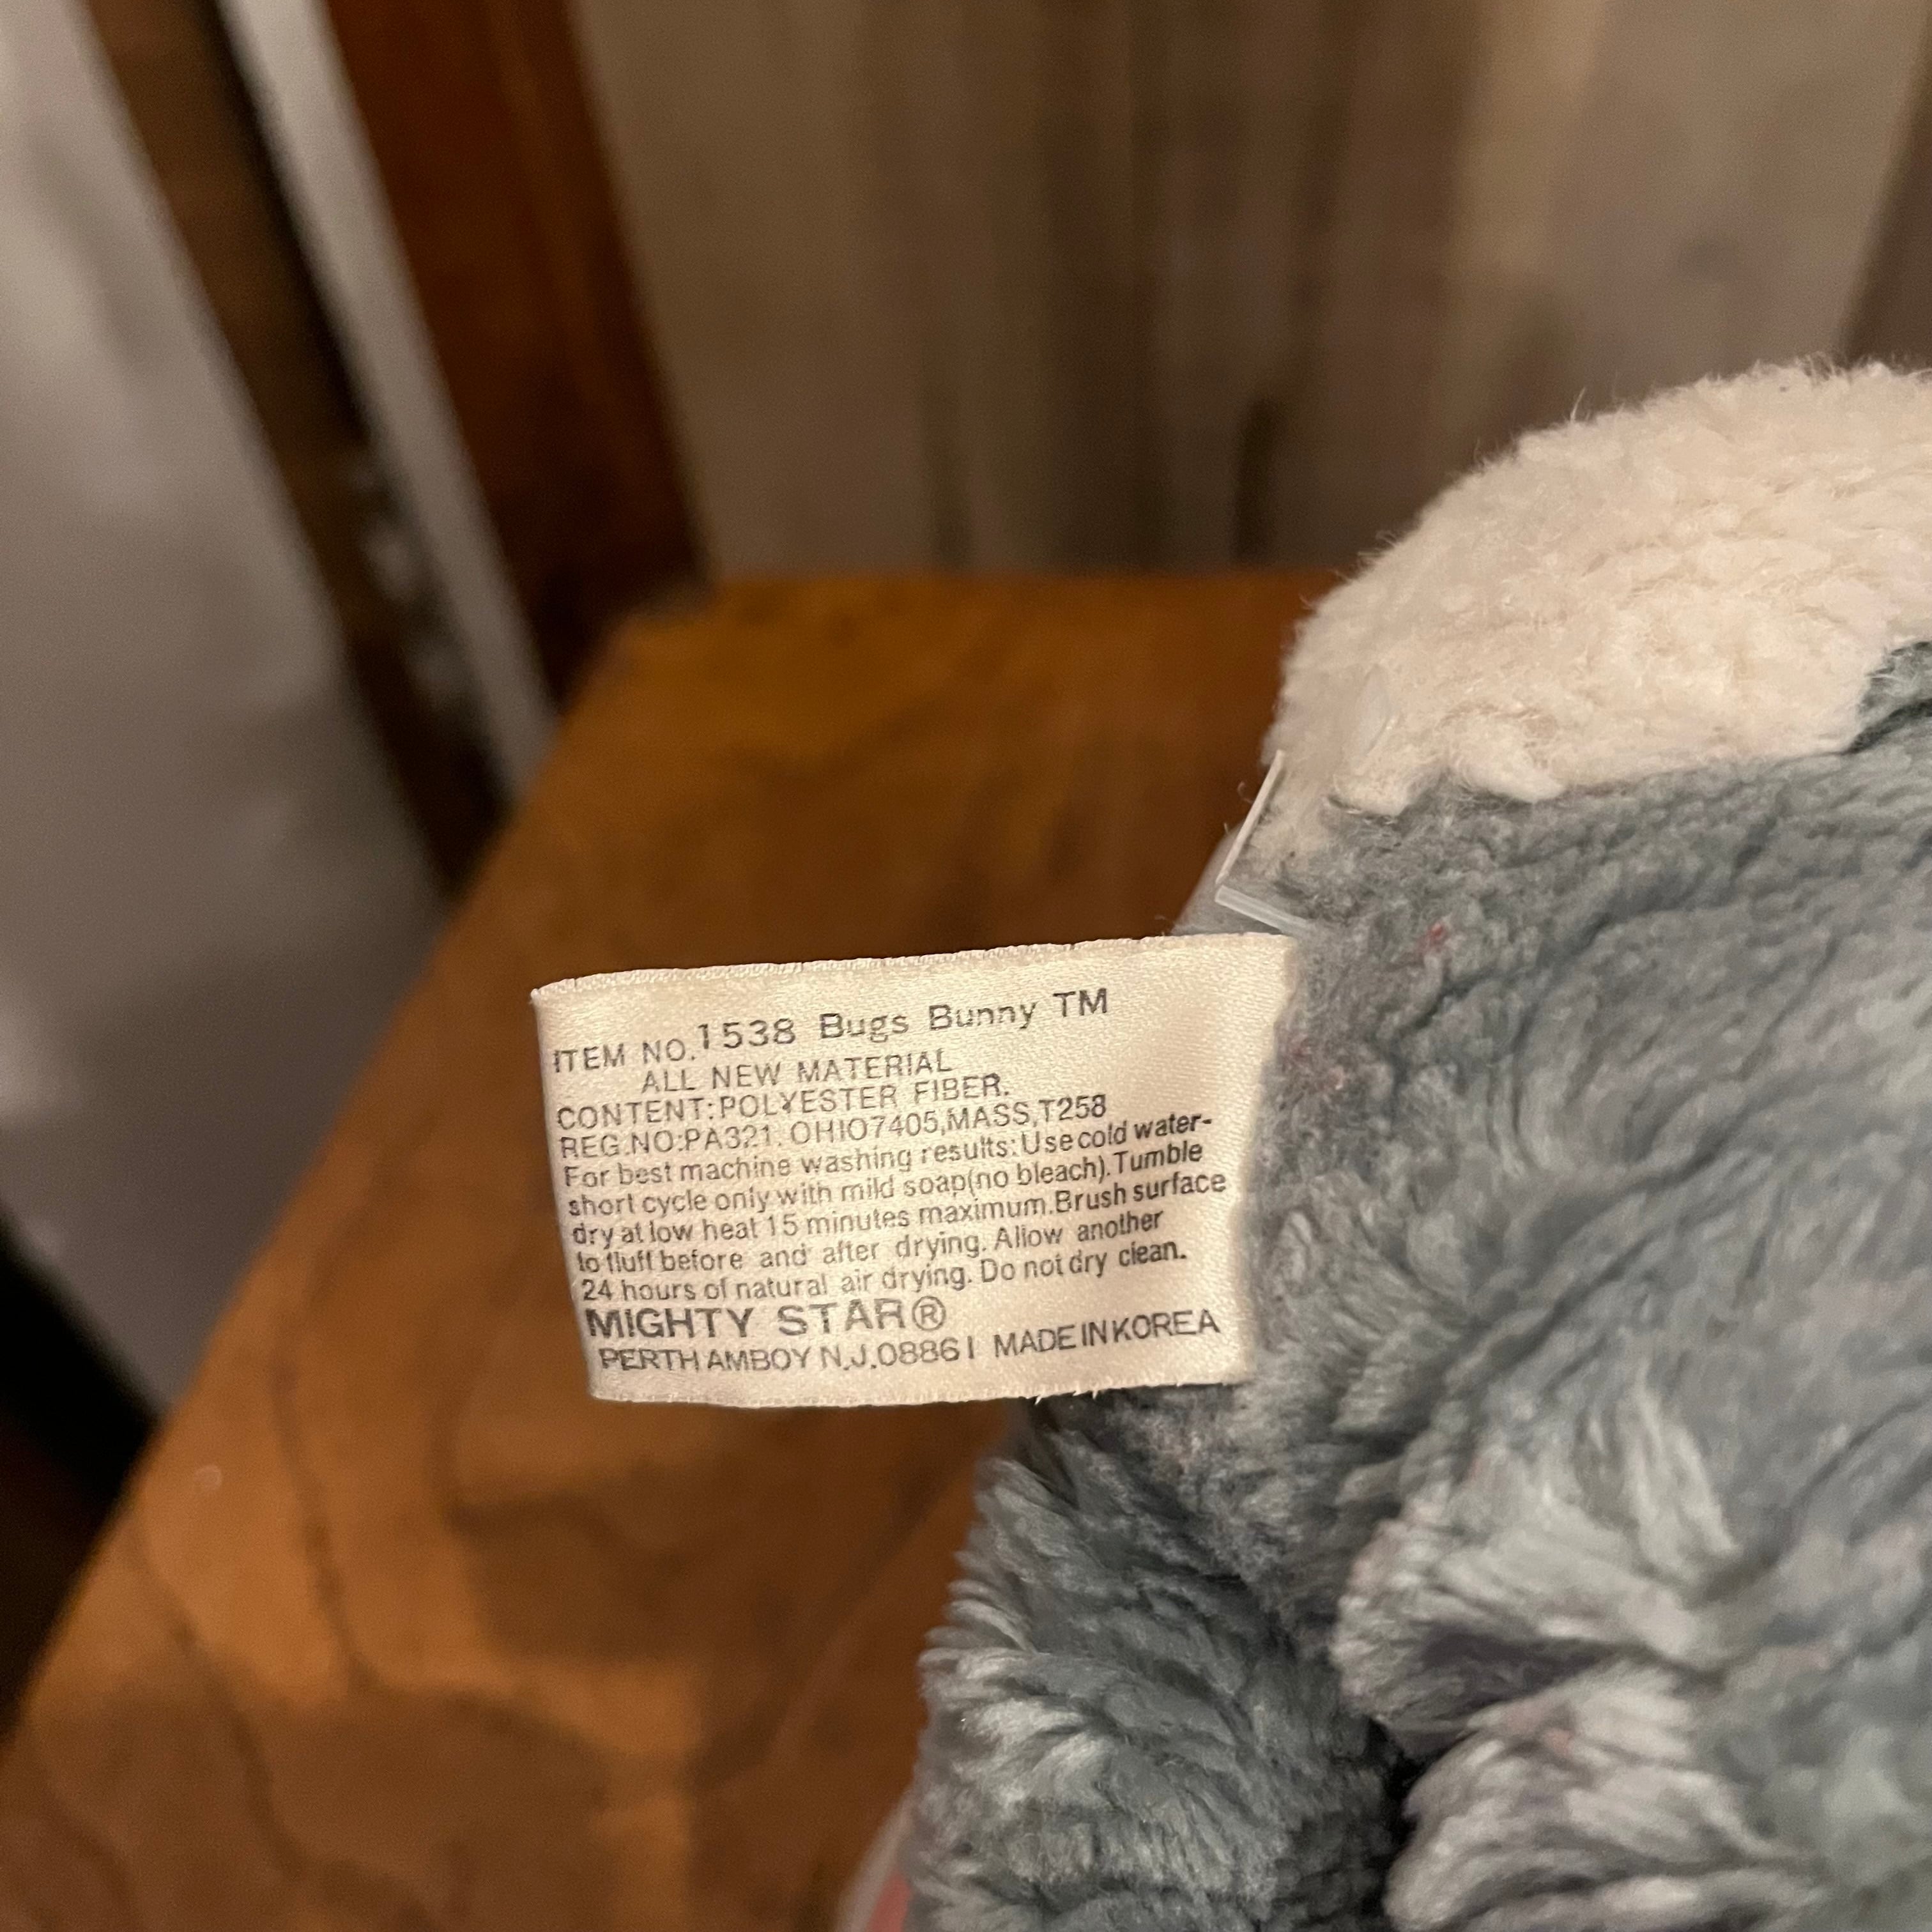 ITEM NO.1538 Bugs Bunny TM
ALL NEW MATERIAL
CONTENT:POLYESTER FIBER.
REG.NO:PA321. OHIO7405,MASS,T258
For best machine washing results:Use cold water-
short cycle only with mild soap(no bleach).Tumble
dry at low heat 15 minutes maximum.Brush surface
to fluff before and after drying. Allow another
24 hours of natural air drying. Do not dry clean.
MIGHTY STAR®
PERTH AMBOY N.J.08861 MADE IN KOREA